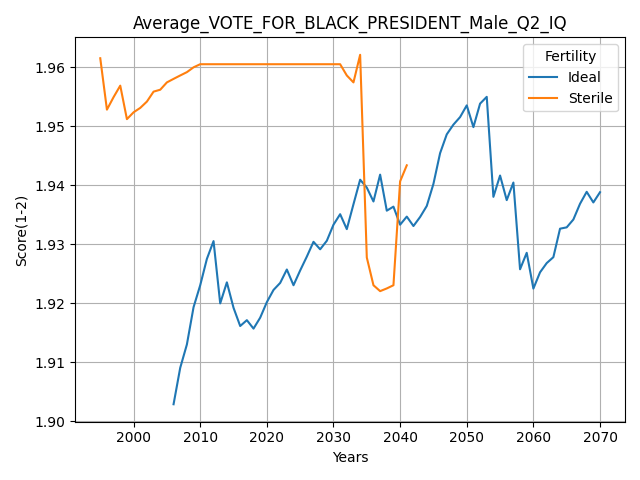 Average_VOTE_FOR_BLACK_PRESIDENT_Male_Q2_IQ
Fertility
Ideal
Sterile
Score(1-2)
1.96
1.95
1.94
1.93
1.92
1.91
1.90
2000 2010 2020 2030 2040 2050 2060 2070
Years